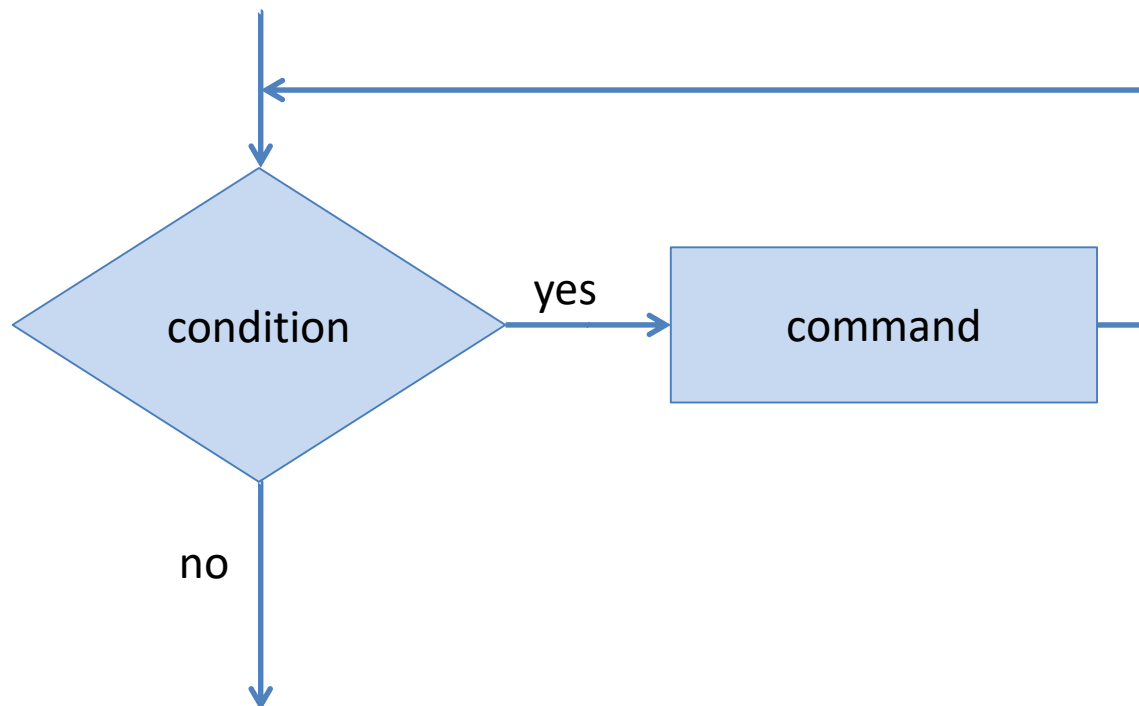 yes
condition
command
no